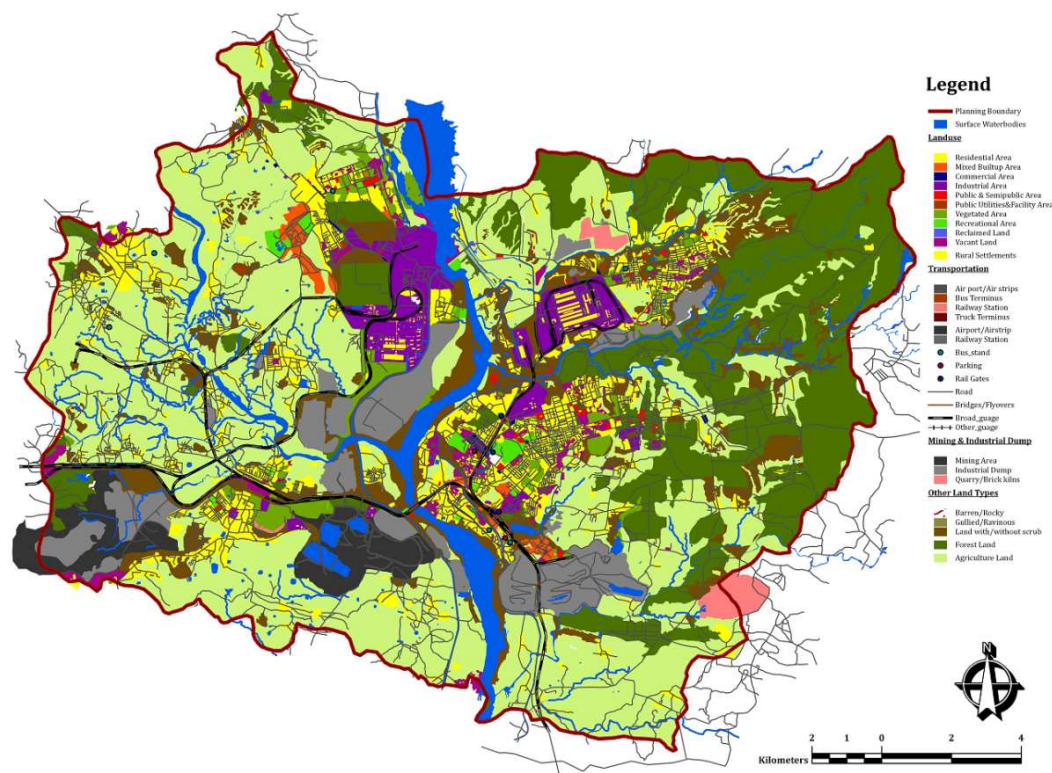 Legend
Planning Boundary
Surface Waterbodies
Landuse
Residential Area
Mixed Builtup Area
Commercial Area
Industrial Area
Public & Semipublic Area
Public Utilities&Facility Area
Vegetated Area
Recreational Area
Reclaimed Land
Vacant Land
Rural Settlements
Transportation
Air port/Air strips
Bus Terminus
Railway Station
Truck Terminus
Airport/Airstrip
Railway Station
Bus_stand
Parking
Rail Gates
Road
Bridges/Flyovers
Broad_guage
Other_guage
Mining & Industrial Dump
Mining Area
Industrial Dump
Quarry/Brick kilns
Other Land Types
Barren/Rocky
Gullied/Ravinous
Land with/without scrub
Forest Land
Agriculture Land
N
2 1 0 2 4
Kilometers